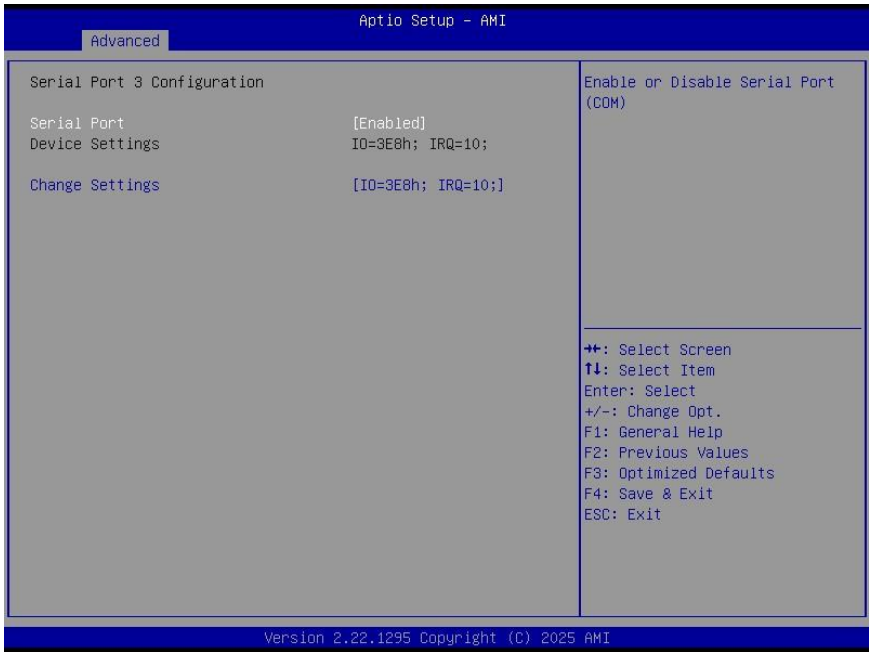 Aptio Setup - AMI
Advanced
Serial Port 3 Configuration
Serial Port [Enabled]
Device Settings IO=3E8h; IRQ=10;
Change Settings [IO=3E8h; IRQ=10;]
Enable or Disable Serial Port
(COM)
→←: Select Screen
↑↓: Select Item
Enter: Select
+/-: Change Opt.
F1: General Help
F2: Previous Values
F3: Optimized Defaults
F4: Save & Exit
ESC: Exit
Version 2.22.1295 Copyright (C) 2025 AMI